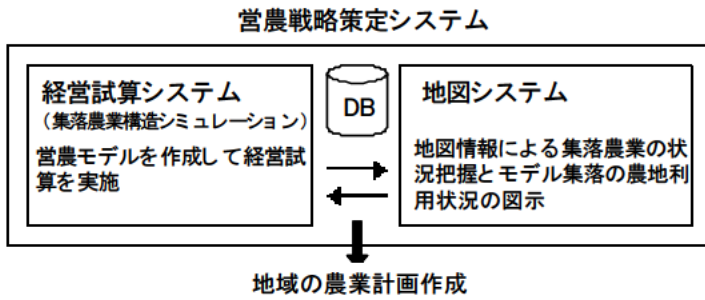 営農戦略策定システム
経営試算システム
（集落農業構造シミュレーション）
営農モデルを作成して経営試
算を実施
DB
地図システム
地図情報による集落農業の状
況把握とモデル集落の農地利
用状況の図示
地域の農業計画作成